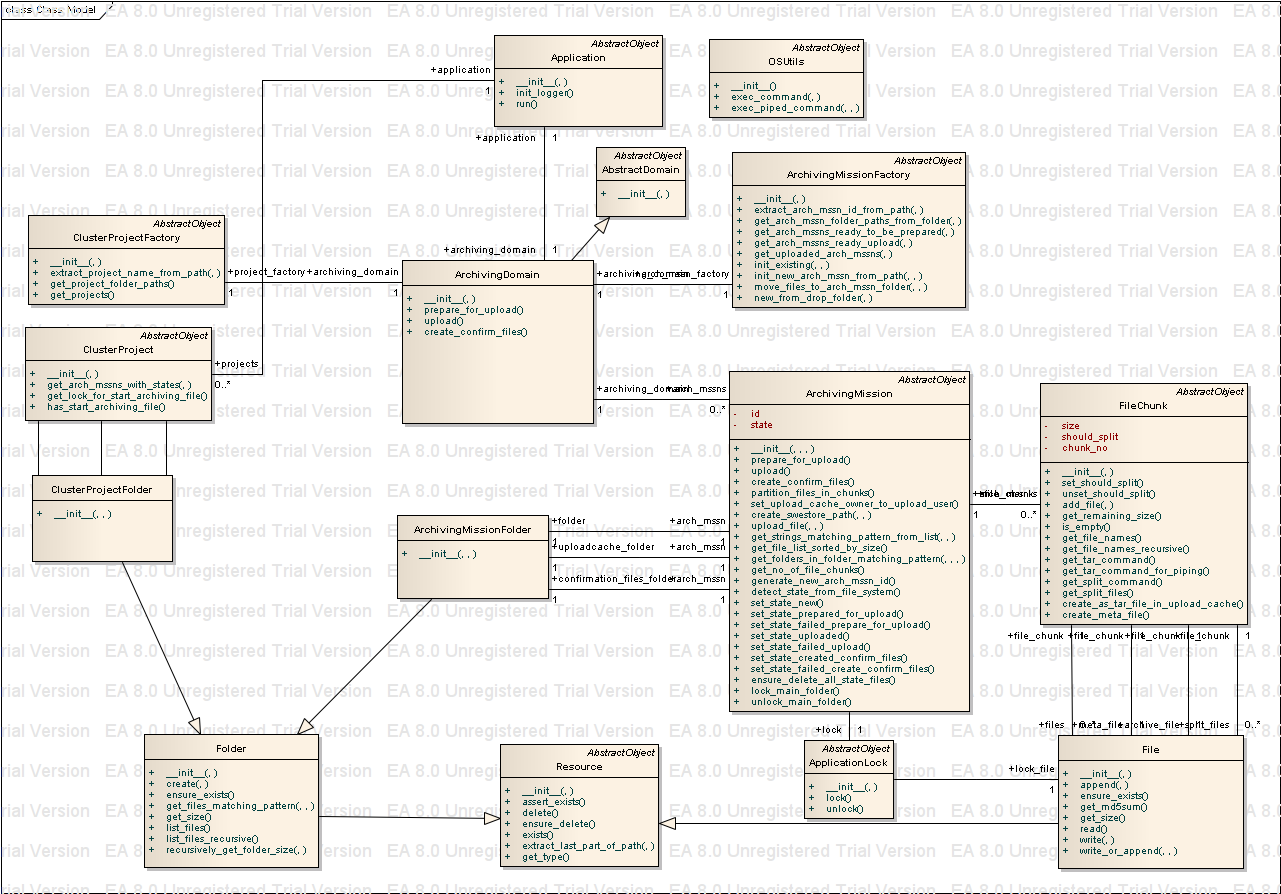 class Class Model
EA 8.0 Unregistered Trial Version
AbstractObject
Application
+ __init__(, )
+ init_logger()
+ run()
AbstractObject
OSUtils
+ __init__()
+ exec_command(, )
+ exec_piped_command(, , )
+application
1
+application
1
AbstractObject
AbstractDomain
+ __init__(, )
AbstractObject
ArchivingMissionFactory
+ __init__(, )
+ extract_arch_mssn_id_from_path(, )
+ get_arch_mssn_folder_paths_from_folder(, )
+ get_arch_mssns_ready_to_be_prepared(, )
+ get_arch_mssns_ready_upload(, )
+ get_uploaded_arch_mssns(, )
+ init_existing(, , )
+ init_new_arch_mssn_from_path(, , )
+ move_files_to_arch_mssn_folder(, , )
+ new_from_drop_folder(, )
AbstractObject
ClusterProjectFactory
+ __init__(, )
+ extract_project_name_from_path(, )
+ get_project_folder_paths()
+ get_projects()
+project_factory
1
+archiving_domain
1
+archiving_domain
1
ArchivingDomain
+ __init__(, )
+ prepare_for_upload()
+ upload()
+ create_confirm_files()
+archiving_domain
1
1
AbstractObject
ClusterProject
+ __init__(, )
+ get_arch_mssns_with_states(, )
+ get_lock_for_start_archiving_file()
+ has_start_archiving_file()
+projects
0..*
+archiving_domain
1
0..*
AbstractObject
ArchivingMission
- id
- state
+ __init__(, , , )
+ prepare_for_upload()
+ upload()
+ create_confirm_files()
+ partition_files_in_chunks()
+ set_upload_cache_owner_to_upload_user()
+ create_swestore_path(, , )
+ upload_file(, , )
+ get_strings_matching_pattern_from_list(, , )
+ get_file_list_sorted_by_size()
+ get_folders_in_folder_matching_pattern(, , , )
+ get_no_of_file_chunks()
+ generate_new_arch_mssn_id()
+ detect_state_from_file_system()
+ set_state_new()
+ set_state_prepared_for_upload()
+ set_state_failed_prepare_for_upload()
+ set_state_uploaded()
+ set_state_failed_upload()
+ set_state_created_confirm_files()
+ set_state_failed_create_confirm_files()
+ ensure_delete_all_state_files()
+ lock_main_folder()
+ unlock_main_folder()
1
0..*
AbstractObject
FileChunk
- size
- should_split
- chunk_no
+ __init__(, )
+ set_should_split()
+ unset_should_split()
+ add_file(, )
+ get_remaining_size()
+ is_empty()
+ get_file_names()
+ get_file_names_recursive()
+ get_tar_command()
+ get_tar_command_for_piping()
+ get_split_command()
+ get_split_files()
+ create_as_tar_file_in_upload_cache()
+ create_meta_file()
ClusterProjectFolder
+ __init__(, , )
ArchivingMissionFolder
+ __init__(, , )
+folder
+arch_mssn
1
1
+uploadcache_folder
+arch_mssn
1
1
+confirmation_files_folder
arch_mssn
1
1
+file_chunk
file_chunk
file_chunk
file_chunk
1
+files
meta_file
archive_file
split_files
0..*
+lock
1
Folder
+ __init__(, )
+ create(, )
+ ensure_exists()
+ get_files_matching_pattern(, , )
+ get_size()
+ list_files()
+ list_files_recursive()
+ recursively_get_folder_size(, )
AbstractObject
Resource
+ __init__(, )
+ assert_exists()
+ delete()
+ ensure_delete()
+ exists()
+ extract_last_part_of_path(, )
+ get_type()
AbstractObject
ApplicationLock
+ __init__(, )
+ lock()
+ unlock()
+lock_file
1
File
+ __init__(, )
+ append(, )
+ ensure_exists()
+ get_md5sum()
+ get_size()
+ read()
+ write(, )
+ write_or_append(, , )